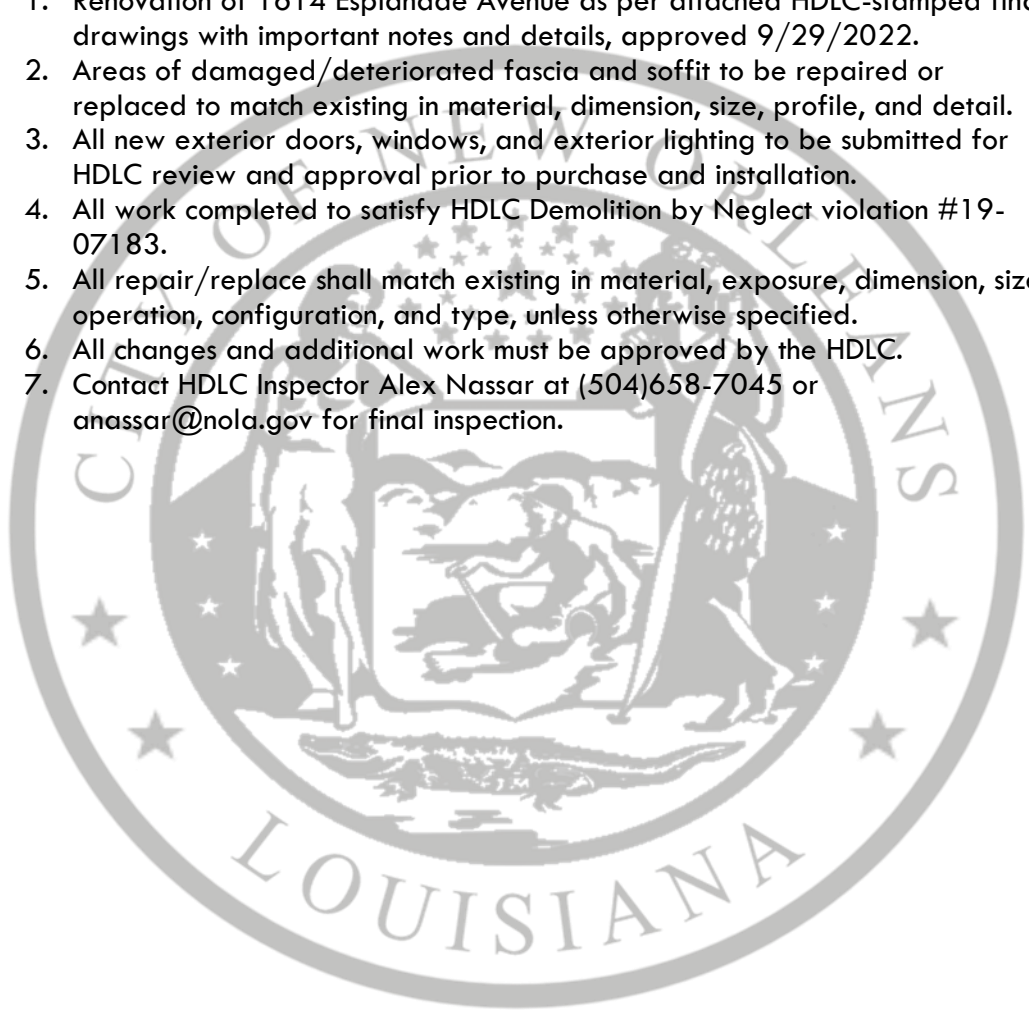 1. Renovation of 1614 Esplanade Avenue as per attached HDLC-stamped final
drawings with important notes and details, approved 9/29/2022.
2. Areas of damaged/deteriorated fascia and soffit to be repaired or
replaced to match existing in material, dimension, size, profile, and detail.
3. All new exterior doors, windows, and exterior lighting to be submitted for
HDLC review and approval prior to purchase and installation.
4. All work completed to satisfy HDLC Demolition by Neglect violation #19-
07183.
5. All repair/replace shall match existing in material, exposure, dimension, size
operation, configuration, and type, unless otherwise specified.
6. All changes and additional work must be approved by the HDLC.
7. Contact HDLC Inspector Alex Nassar at (504)658-7045 or
anassar@nola.gov for final inspection.
CITY OF NEW ORLEANS
LOUISIANA